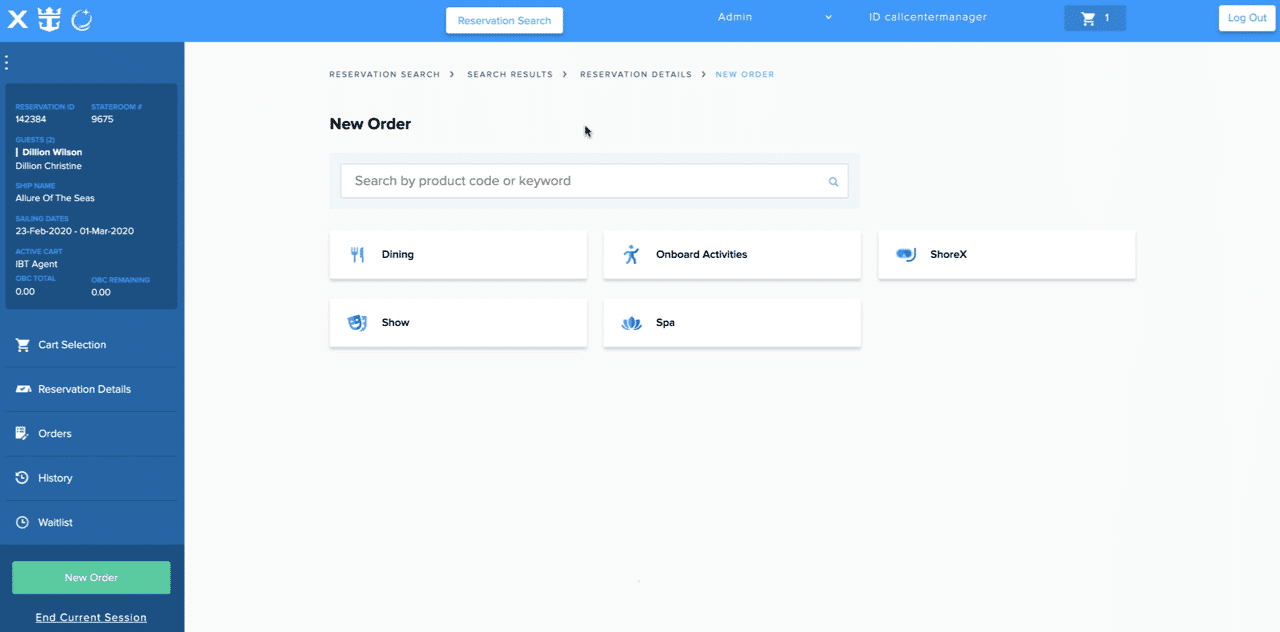 Reservation Search
Admin
ID callcentermanager
1
Log Out
RESERVATION ID STATEROOM #
142384 9675
GUESTS (2)
Dillion Wilson
Dillion Christine
SHIP NAME
Allure Of The Seas
SAILING DATES
23-Feb-2020 - 01-Mar-2020
ACTIVE CART
IBT Agent
OBC TOTAL OBC REMAINING
0.00 0.00
Cart Selection
Reservation Details
Orders
History
Waitlist
New Order
End Current Session
RESERVATION SEARCH > SEARCH RESULTS > RESERVATION DETAILS > NEW ORDER
New Order
Search by product code or keyword
Dining
Onboard Activities
ShoreX
Show
Spa